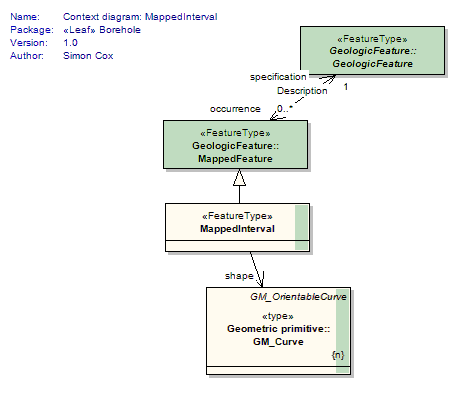 Name: Context diagram: MappedInterval
Package: «Leaf» Borehole
Version: 1.0
Author: Simon Cox
«FeatureType»
GeologicFeature::
GeologicFeature
specification
Description
1
occurrence
0..*
«FeatureType»
GeologicFeature::
MappedFeature
«FeatureType»
MappedInterval
shape
GM_OrientableCurve
«type»
Geometric primitive::
GM_Curve
{n}